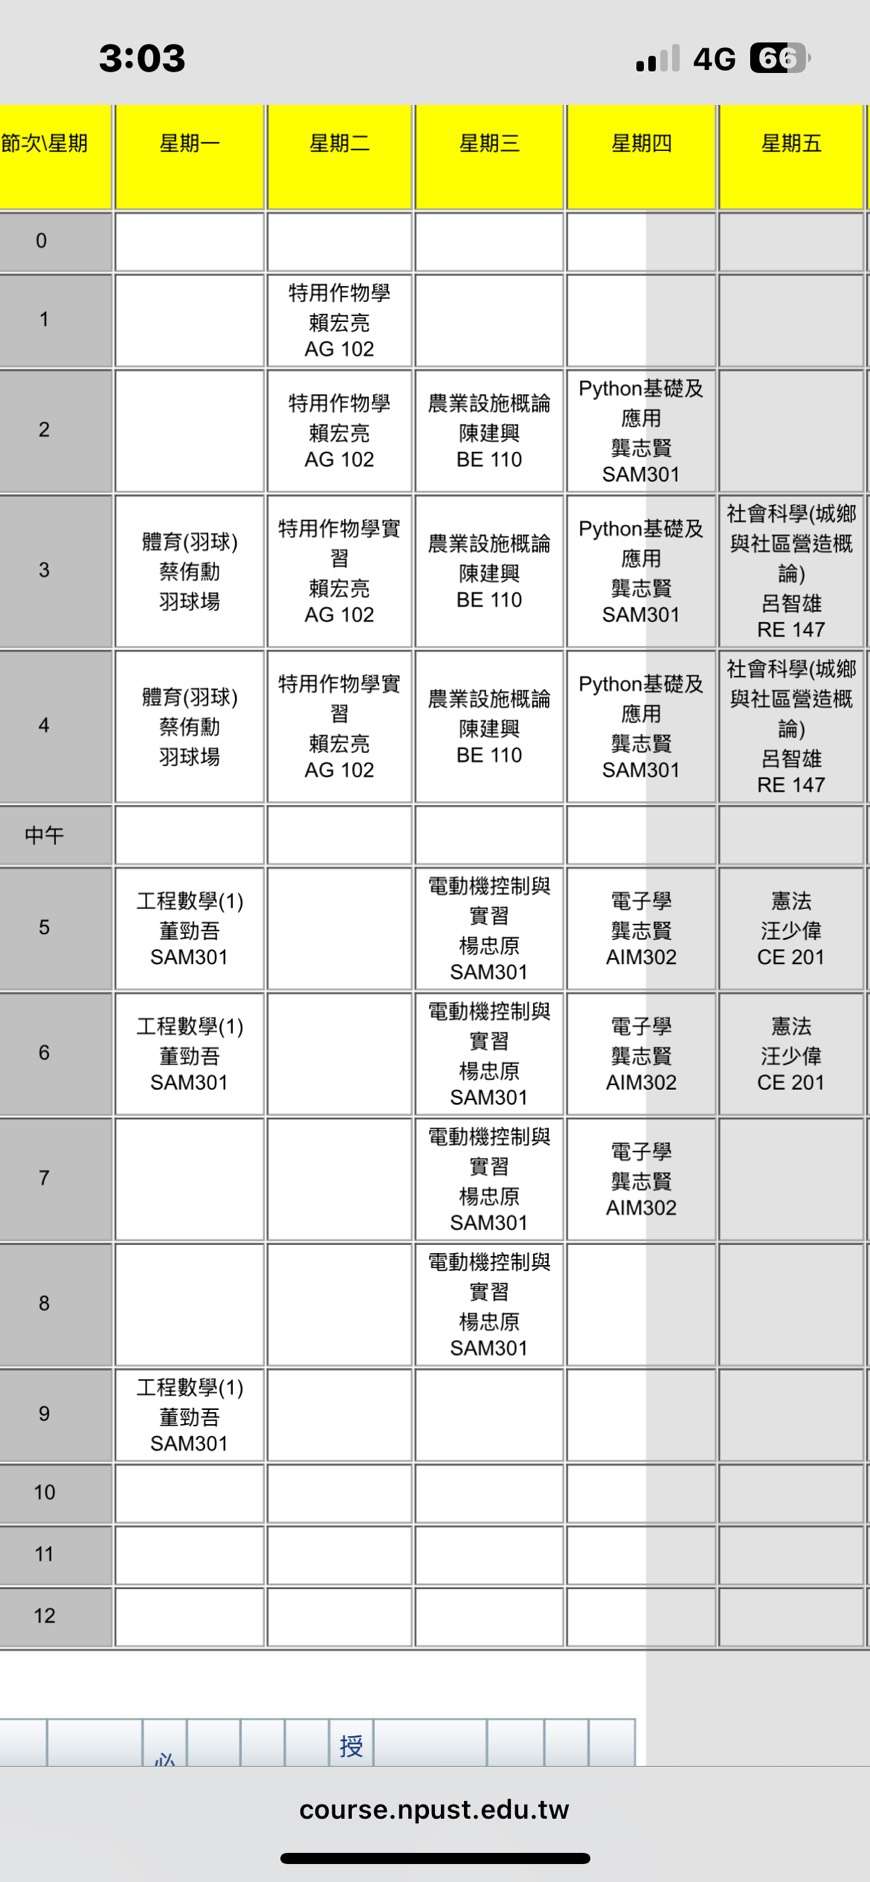 3:03
4G 66
節次\星期 星期一 星期二 星期三 星期四 星期五
0
1
特用作物學
賴宏亮
AG 102
2
特用作物學
賴宏亮
AG 102
農業設施概論
陳建興
BE 110
Python基礎及
應用
龔志賢
SAM301
3
體育(羽球)
蔡侑勳
羽球場
特用作物學實
習
賴宏亮
AG 102
農業設施概論
陳建興
BE 110
Python基礎及
應用
龔志賢
SAM301
社會科學(城鄉
與社區營造概
論)
呂智雄
RE 147
4
體育(羽球)
蔡侑勳
羽球場
特用作物學實
習
賴宏亮
AG 102
農業設施概論
陳建興
BE 110
Python基礎及
應用
龔志賢
SAM301
社會科學(城鄉
與社區營造概
論)
呂智雄
RE 147
中午
5
工程數學(1)
董勁吾
SAM301
電動機控制與
實習
楊忠原
SAM301
電子學
龔志賢
AIM302
憲法
汪少偉
CE 201
6
工程數學(1)
董勁吾
SAM301
電動機控制與
實習
楊忠原
SAM301
電子學
龔志賢
AIM302
憲法
汪少偉
CE 201
7
電動機控制與
實習
楊忠原
SAM301
電子學
龔志賢
AIM302
8
電動機控制與
實習
楊忠原
SAM301
9
工程數學(1)
董勁吾
SAM301
10
11
12
必
授
course.npust.edu.tw